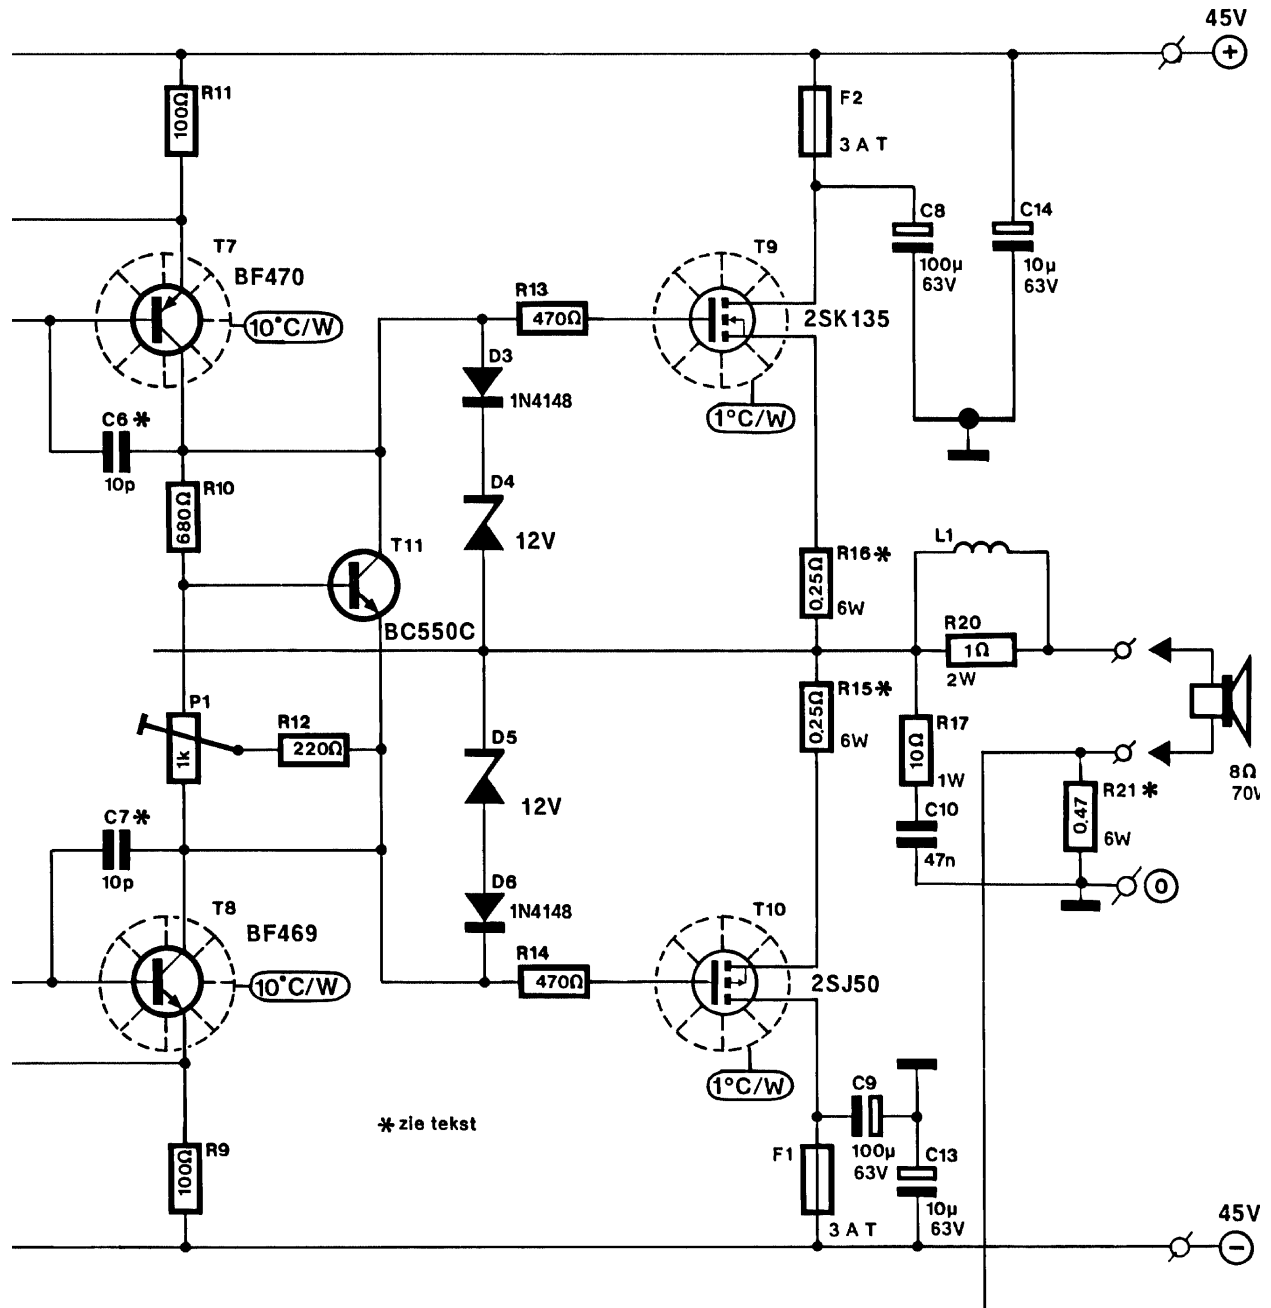 45V
+
R11
100Ω
F2
3 A T
T7
BF470
10°C/W
C8
100µ
63V
C14
10µ
63V
T9
2SK135
1°C/W
R13
470Ω
D3
1N4148
C6*
10p
R10
680Ω
D4
12V
T11
BC550C
L1
R16*
0,25Ω
6W
R20
1Ω
2W
P1
1k
R12
220Ω
R15*
0,25Ω
6W
D5
12V
R17
10Ω
1W
C10
47n
R21*
0,47
6W
8Ω
0
C7*
10p
T8
BF469
10°C/W
D6
1N4148
R14
470Ω
T10
2SJ50
1°C/W
* zie tekst
C9
100µ
63V
R9
100Ω
F1
3 A T
C13
10µ
63V
45V
−